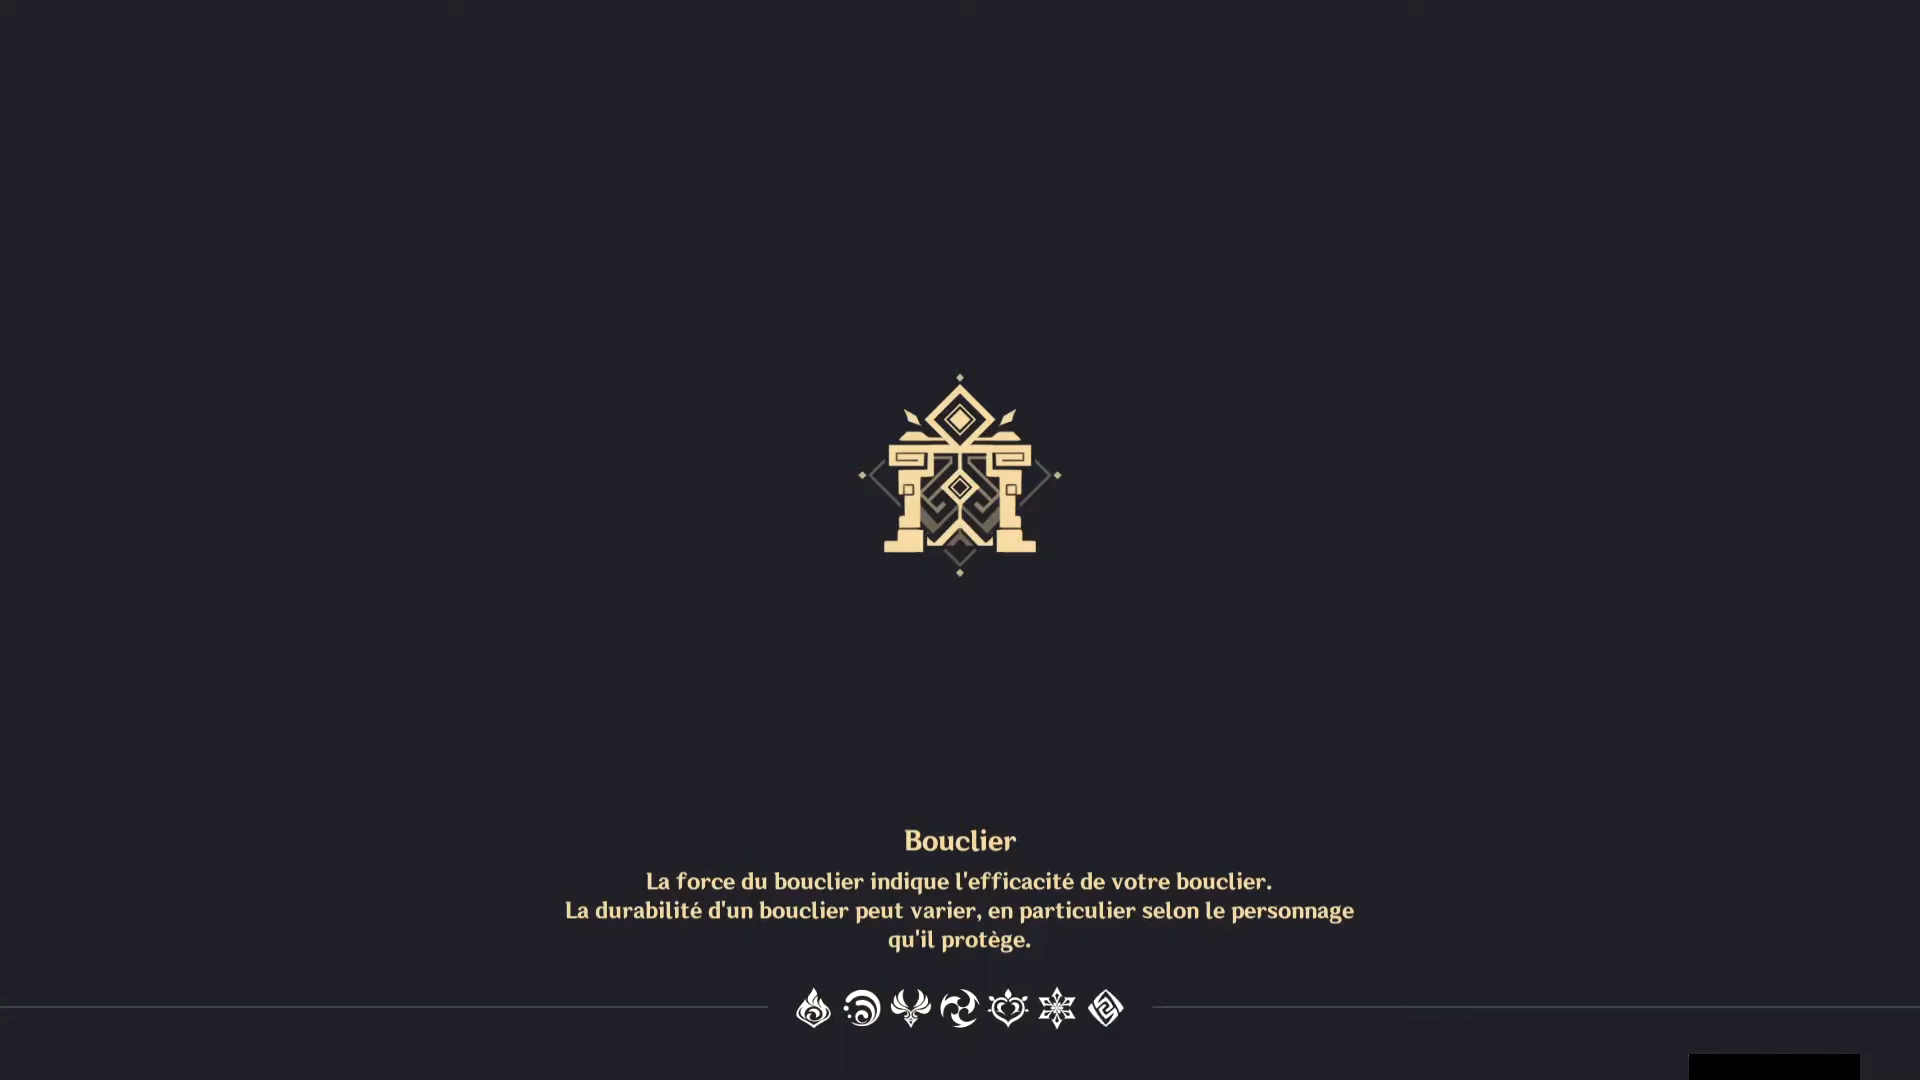 Bouclier
La force du bouclier indique l'efficacité de votre bouclier.
La durabilité d'un bouclier peut varier, en particulier selon le personnage
qu'il protège.